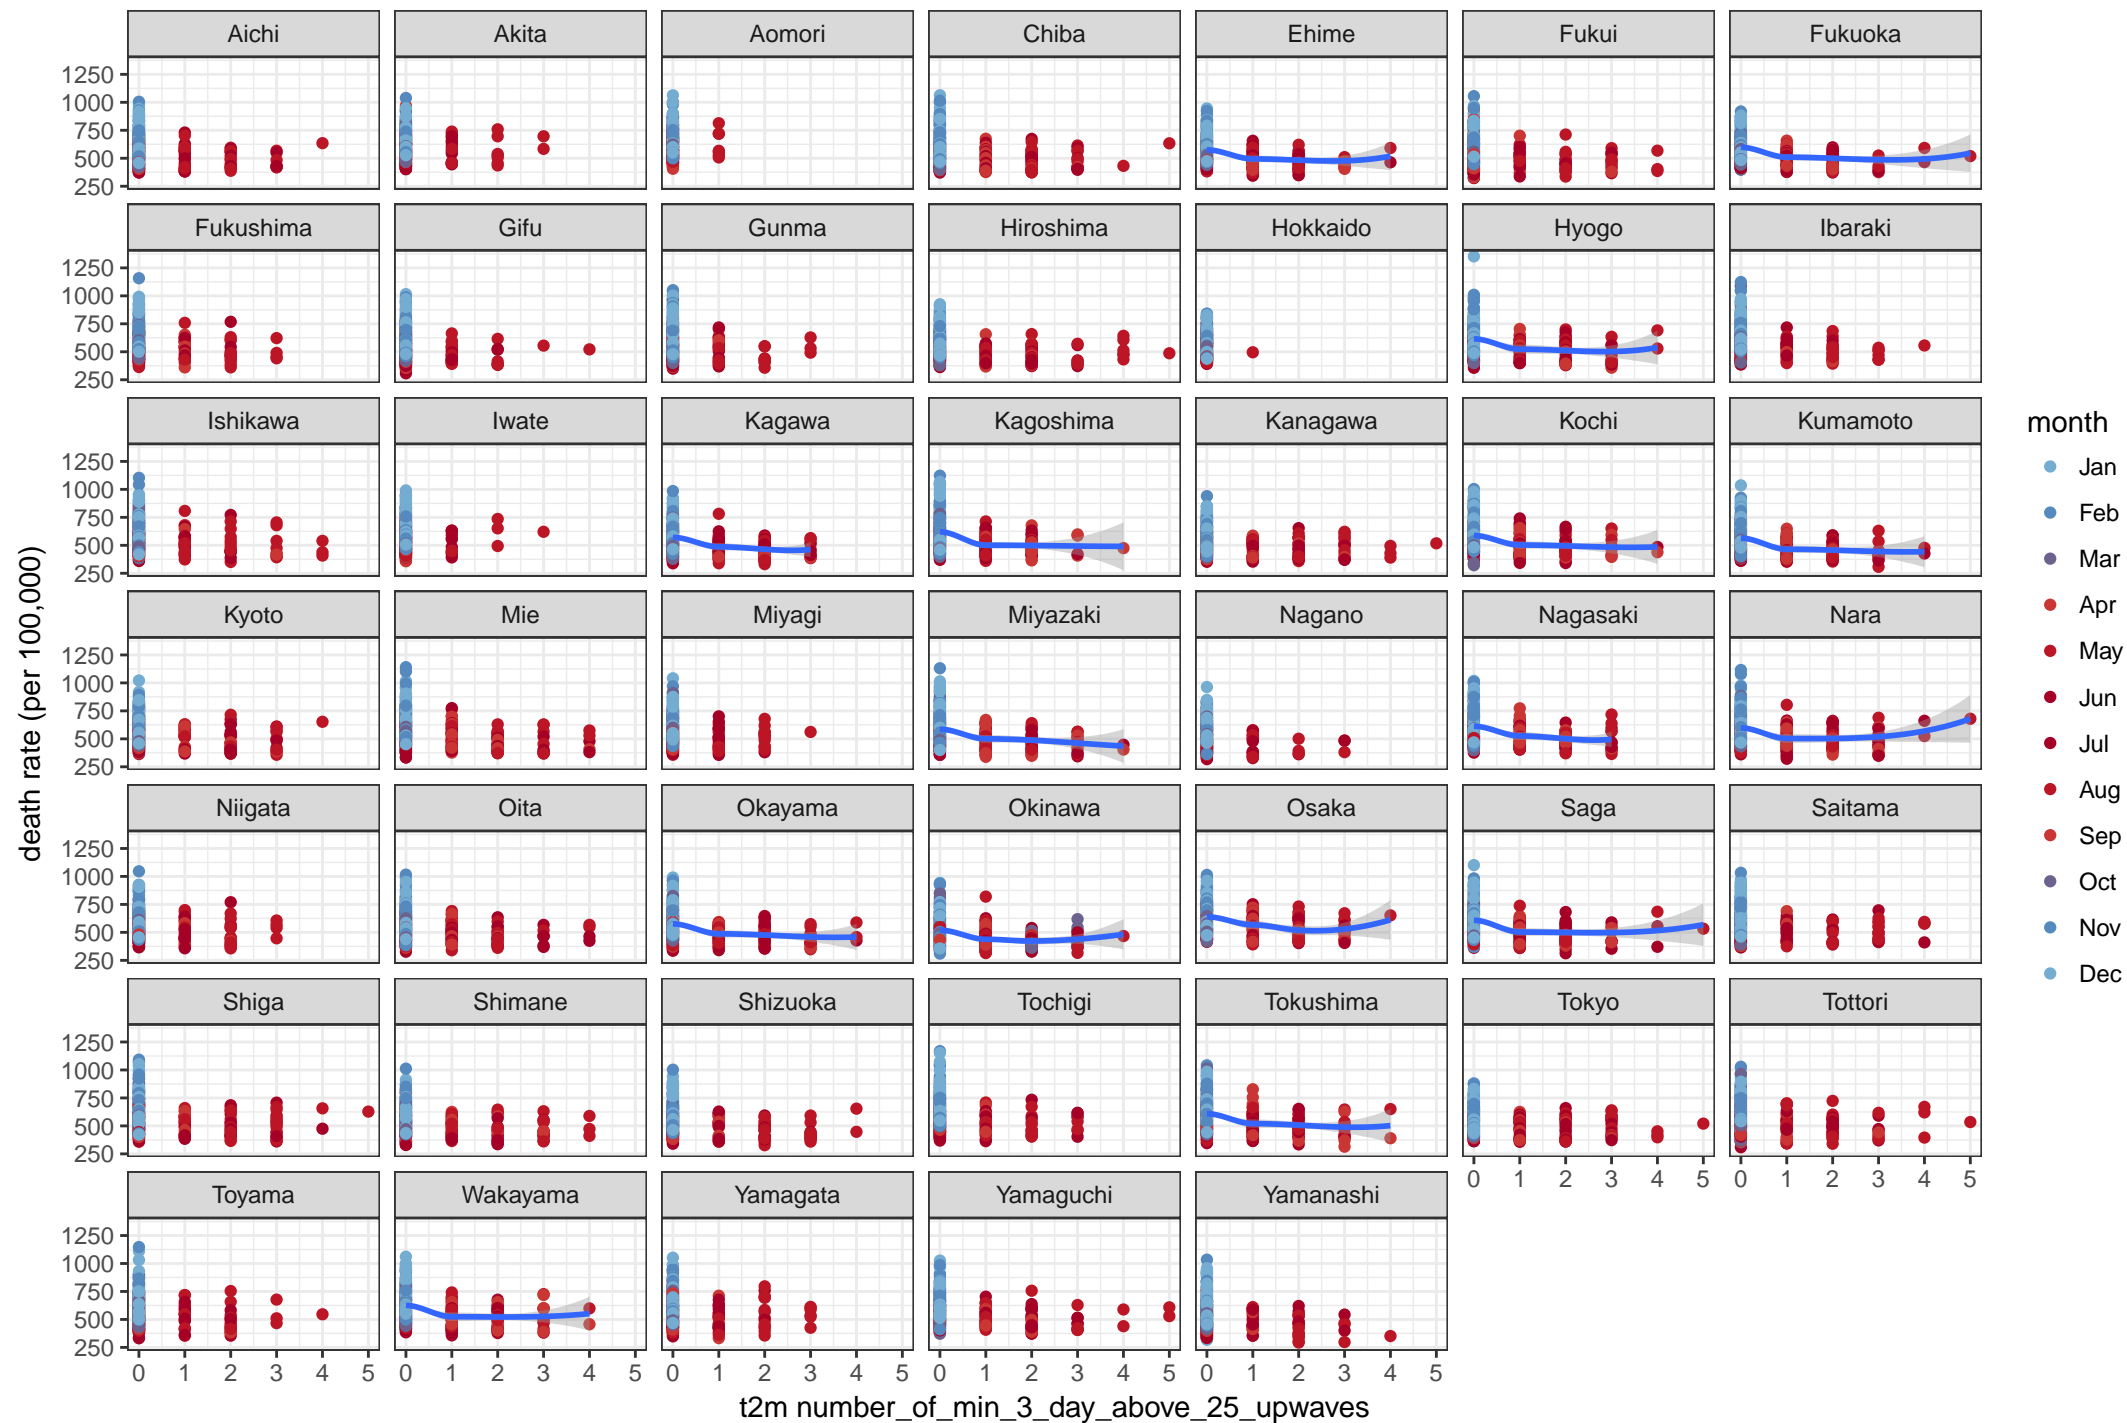 Aichi Akita Aomori Chiba Ehime Fukui Fukuoka
1250
1000
750
500
250
Fukushima Gifu Gunma Hiroshima Hokkaido Hyogo Ibaraki
1250
1000
750
500
250
Ishikawa Iwate Kagawa Kagoshima Kanagawa Kochi Kumamoto
1250
1000
750
500
250
Kyoto Mie Miyagi Miyazaki Nagano Nagasaki Nara
1250
1000
750
500
250
Niigata Oita Okayama Okinawa Osaka Saga Saitama
1250
1000
750
500
250
Shiga Shimane Shizuoka Tochigi Tokushima Tokyo Tottori
1250
1000
750
500
250
0 1 2 3 4 5 0 1 2 3 4 5
Toyama Wakayama Yamagata Yamaguchi Yamanashi
1250
1000
750
500
250
0 1 2 3 4 5 0 1 2 3 4 5 0 1 2 3 4 5 0 1 2 3 4 5 0 1 2 3 4 5
t2m number_of_min_3_day_above_25_upwaves
death rate (per 100,000)
month
Jan
Feb
Mar
Apr
May
Jun
Jul
Aug
Sep
Oct
Nov
Dec